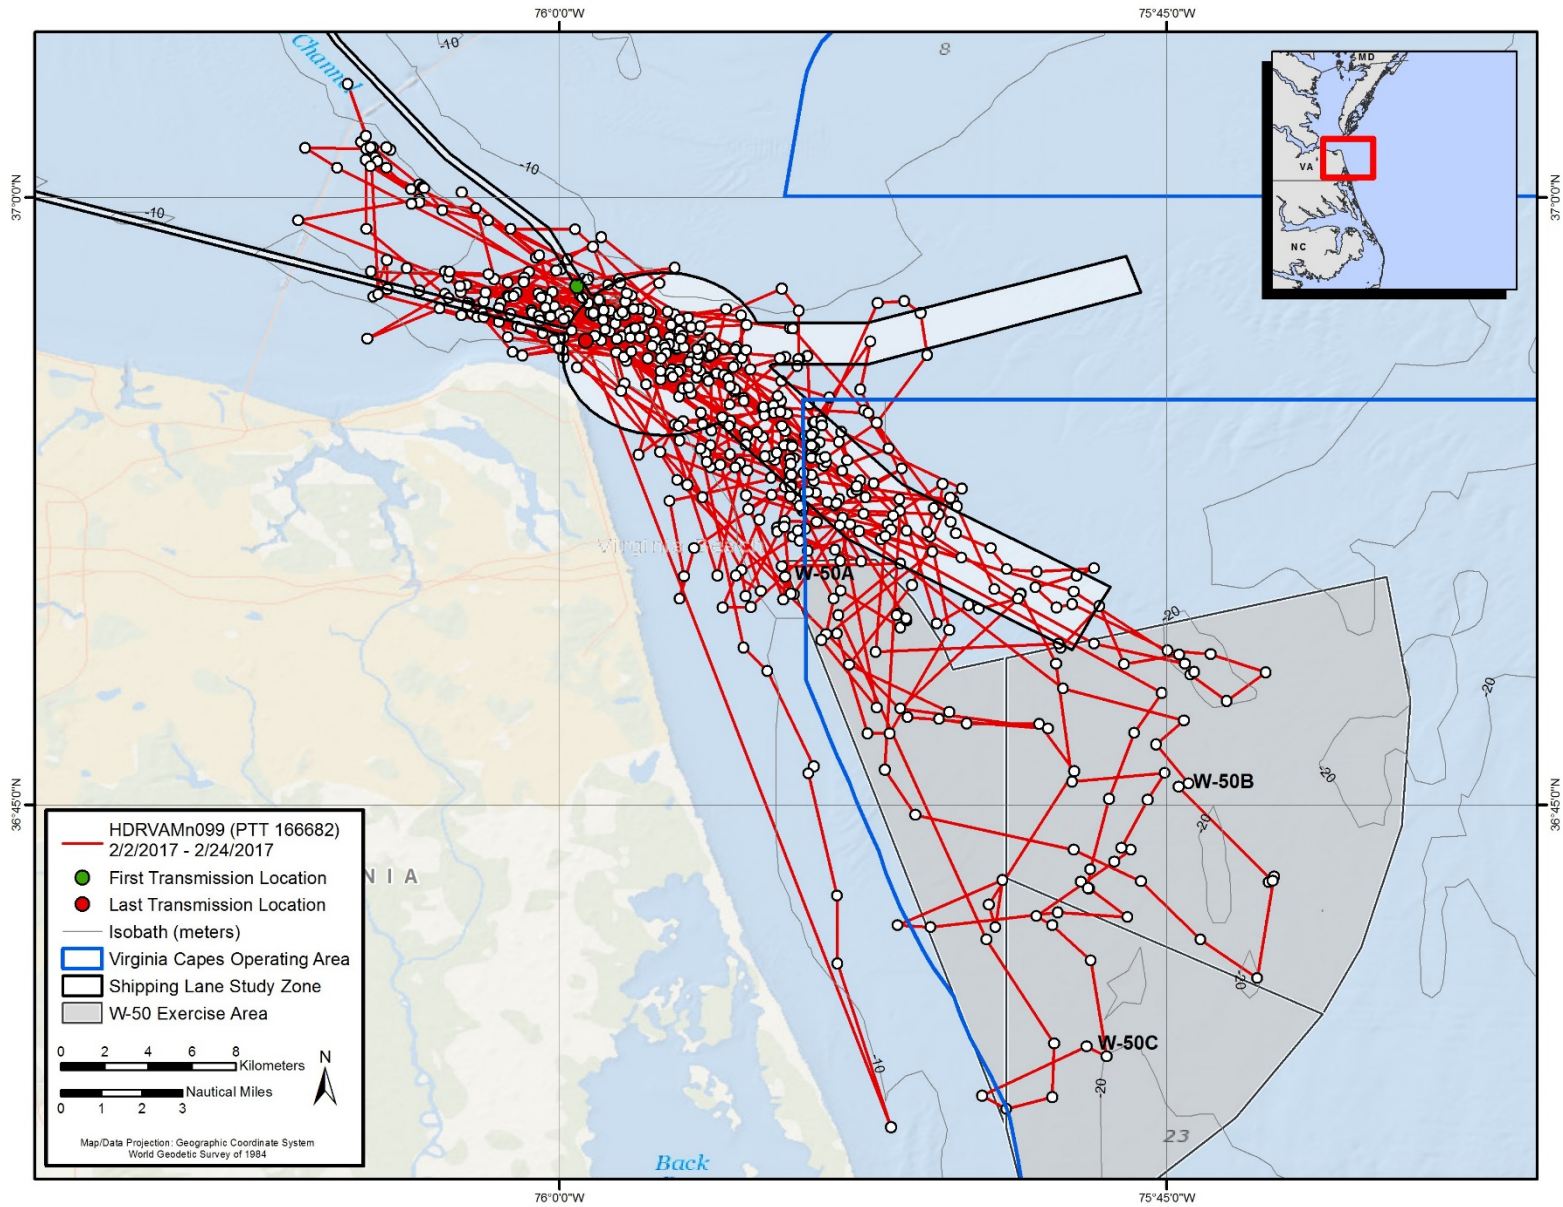 76°0'0"W
75°45'0"W
Channel
-10
8
MD
VA
NC
-10
37°0'0"N
37°0'0"N
-10
-20
Virginia Beach
W-50A
-20
-20
-20
W-50B
-20
36°45'0"N
36°45'0"N
NIA
HDRVAMn099 (PTT 166682)
2/2/2017 - 2/24/2017
First Transmission Location
Last Transmission Location
Isobath (meters)
Virginia Capes Operating Area
Shipping Lane Study Zone
W-50 Exercise Area
0 2 4 6 8
Kilometers
Nautical Miles
0 1 2 3
N
Map/Data Projection: Geographic Coordinate System
World Geodetic Survey of 1984
-20
W-50C
-10
-20
23
Back
76°0'0"W
75°45'0"W